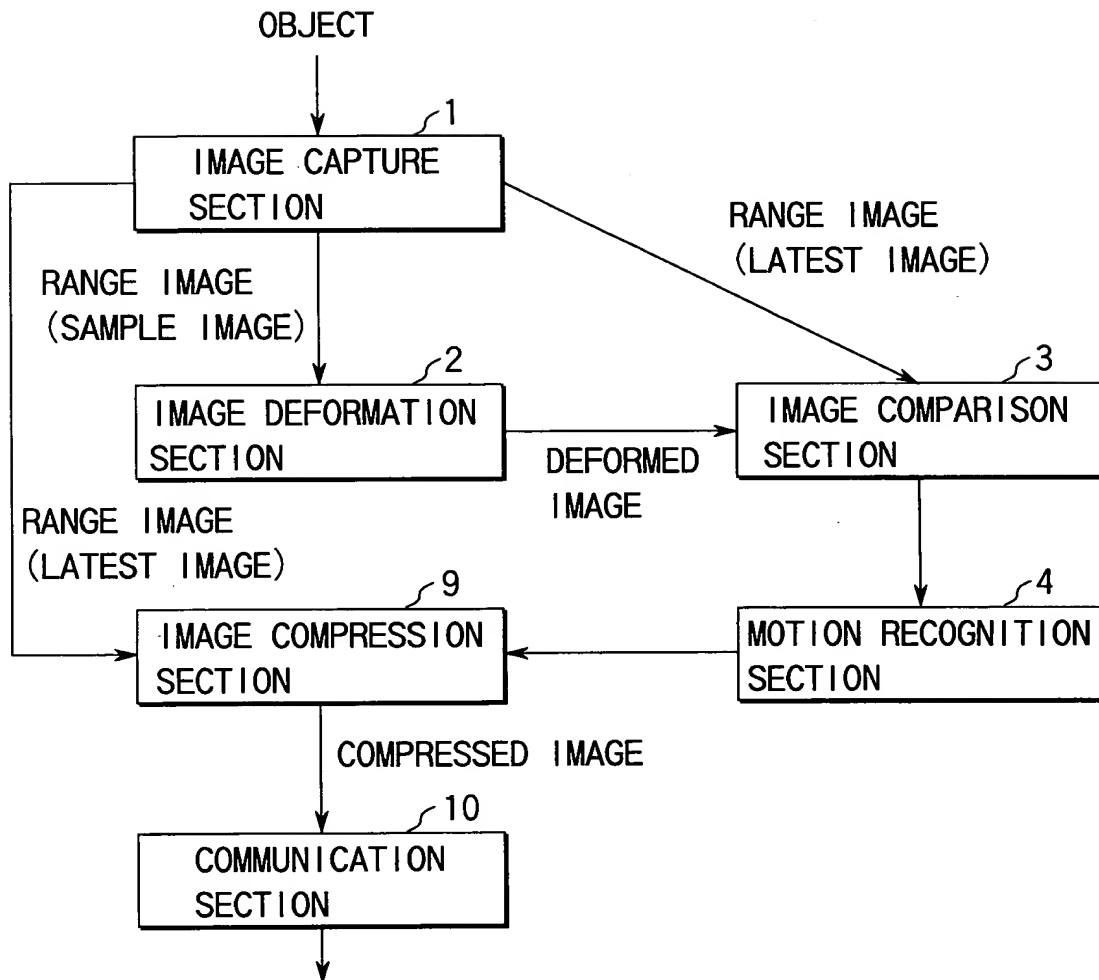 OBJECT
1
IMAGE CAPTURE
SECTION
RANGE IMAGE
(LATEST IMAGE)
RANGE IMAGE
(SAMPLE IMAGE)
2
IMAGE DEFORMATION
SECTION
3
IMAGE COMPARISON
SECTION
DEFORMED
IMAGE
RANGE IMAGE
(LATEST IMAGE)
9
IMAGE COMPRESSION
SECTION
4
MOTION RECOGNITION
SECTION
COMPRESSED IMAGE
10
COMMUNICATION
SECTION